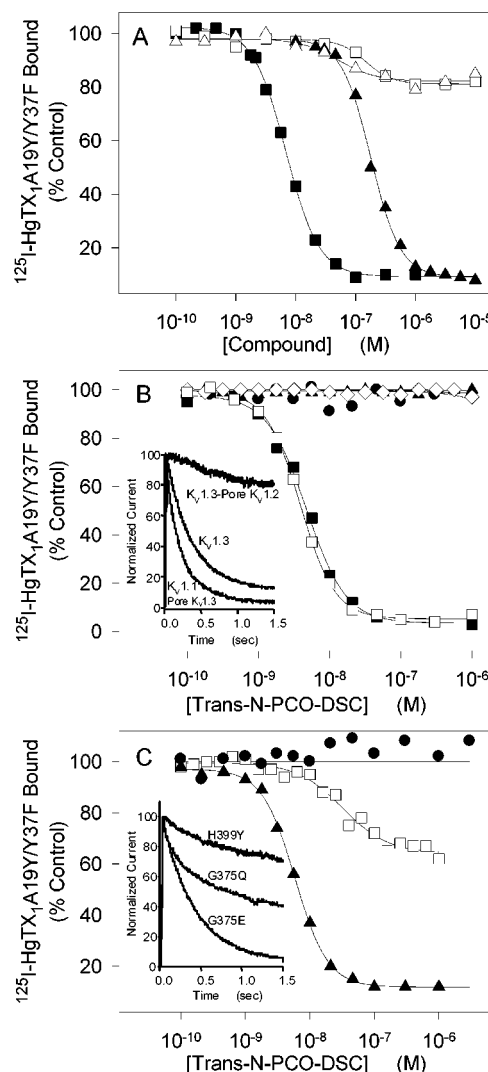 A
¹²⁵I-HgTX₁A19Y/Y37F Bound
(% Control)
100
80
60
40
20
10⁻¹⁰ 10⁻⁹ 10⁻⁸ 10⁻⁷ 10⁻⁶ 10⁻⁵
[Compound] (M)
B
¹²⁵I-HgTX₁A19Y/Y37F Bound
(% Control)
100
80
60
40
20
0
Normalized Current
100
80
60
40
20
0
Kᵥ1.3-Pore Kᵥ1.2
Kᵥ1.3
Kᵥ1.1
Pore Kᵥ1.3
0.0 0.5 1.0 1.5
Time (sec)
10⁻¹⁰ 10⁻⁹ 10⁻⁸ 10⁻⁷ 10⁻⁶
[Trans-N-PCO-DSC] (M)
C
¹²⁵I-HgTX₁A19Y/Y37F Bound
(% Control)
100
80
60
40
20
Normalized Current
100
80
60
40
20
0
H399Y
G375Q
G375E
0.0 0.5 1.0 1.5
Time (sec)
10⁻¹⁰ 10⁻⁹ 10⁻⁸ 10⁻⁷ 10⁻⁶
[Trans-N-PCO-DSC] (M)